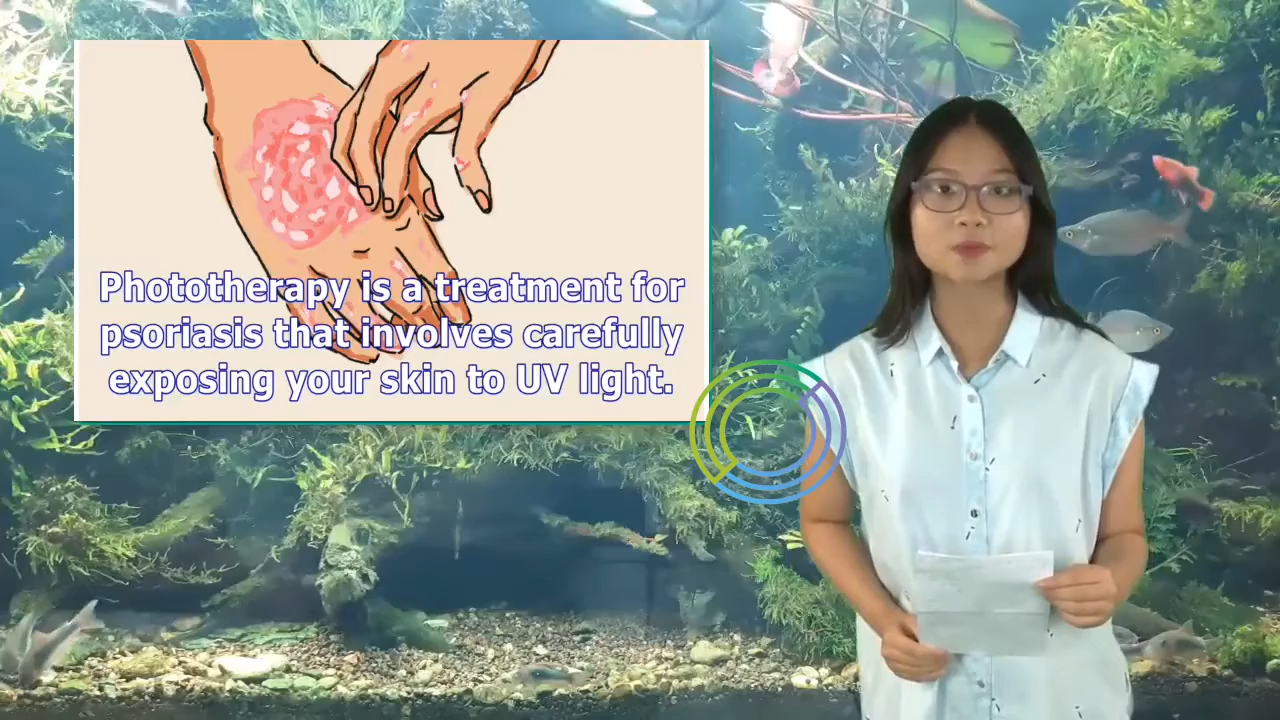 Phototherapy is a treatment for
psoriasis that involves carefully
exposing your skin to UV light.